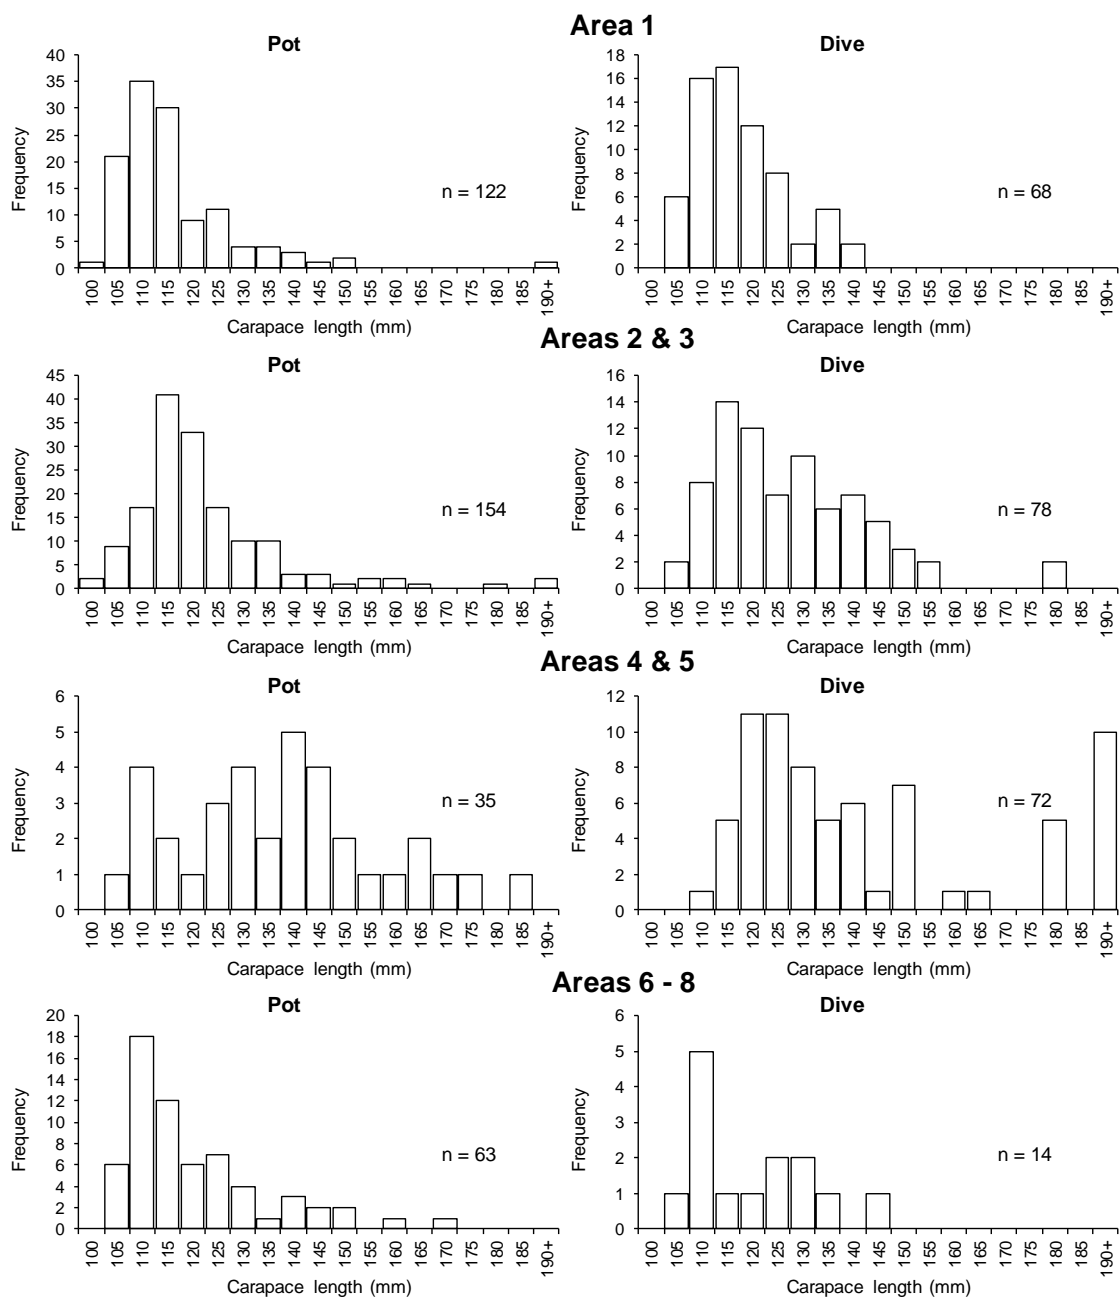 Area 1
Pot
Dive
40
35
30
25
20
15
10
5
0
Frequency
n = 122
100 105 110 115 120 125 130 135 140 145 150 155 160 165 170 175 180 185 190+
Carapace length (mm)
18
16
14
12
10
8
6
4
2
0
Frequency
n = 68
100 105 110 115 120 125 130 135 140 145 150 155 160 165 170 175 180 185 190+
Carapace length (mm)
Areas 2 & 3
Pot
Dive
45
40
35
30
25
20
15
10
5
0
Frequency
n = 154
100 105 110 115 120 125 130 135 140 145 150 155 160 165 170 175 180 185 190+
Carapace length (mm)
16
14
12
10
8
6
4
2
0
Frequency
n = 78
100 105 110 115 120 125 130 135 140 145 150 155 160 165 170 175 180 185 190+
Carapace length (mm)
Areas 4 & 5
Pot
Dive
6
5
4
3
2
1
0
Frequency
n = 35
100 105 110 115 120 125 130 135 140 145 150 155 160 165 170 175 180 185 190+
Carapace length (mm)
12
10
8
6
4
2
0
Frequency
n = 72
100 105 110 115 120 125 130 135 140 145 150 155 160 165 170 175 180 185 190+
Carapace length (mm)
Areas 6 - 8
Pot
Dive
20
18
16
14
12
10
8
6
4
2
0
Frequency
n = 63
100 105 110 115 120 125 130 135 140 145 150 155 160 165 170 175 180 185 190+
Carapace length (mm)
6
5
4
3
2
1
0
Frequency
n = 14
100 105 110 115 120 125 130 135 140 145 150 155 160 165 170 175 180 185 190+
Carapace length (mm)